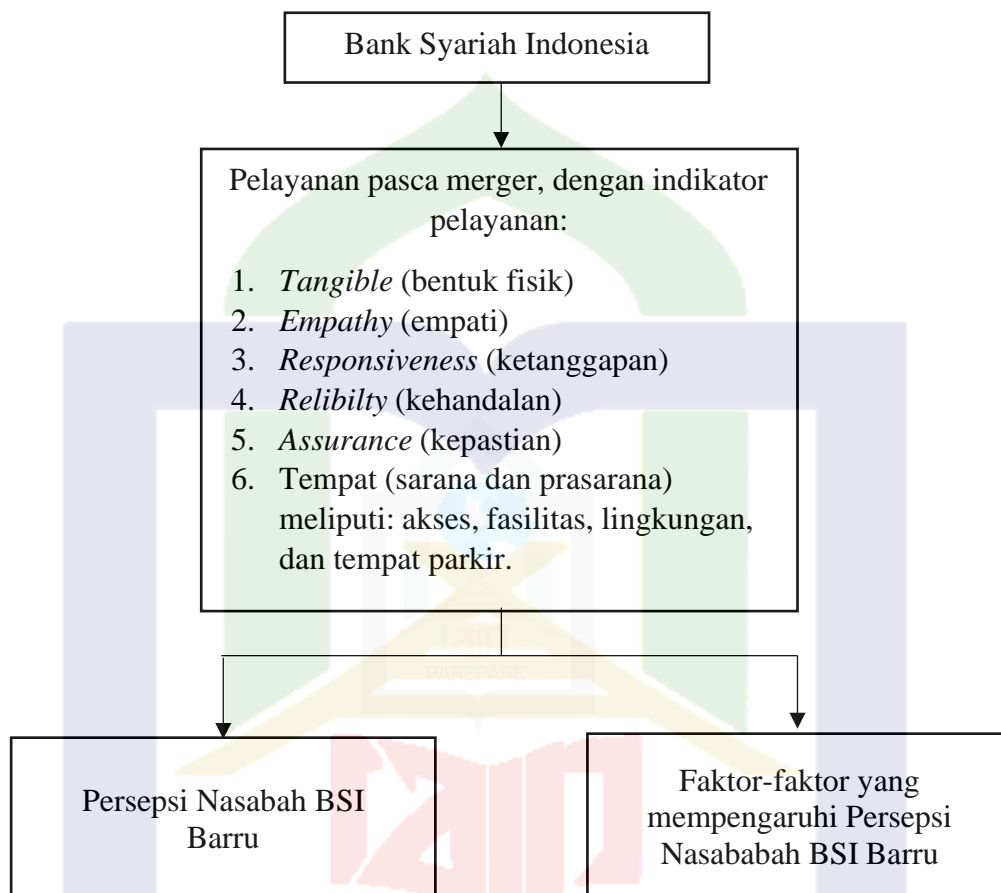 Bank Syariah Indonesia
Pelayanan pasca merger, dengan indikator
pelayanan:
1. Tangible (bentuk fisik)
2. Empathy (empati)
3. Responsiveness (ketanggapan)
4. Relibilty (kehandalan)
5. Assurance (kepastian)
6. Tempat (sarana dan prasarana)
meliputi: akses, fasilitas, lingkungan,
dan tempat parkir.
PAREPARE
Persepsi Nasabah BSI
Barru
Faktor-faktor yang
mempengaruhi Persepsi
Nasababah BSI Barru